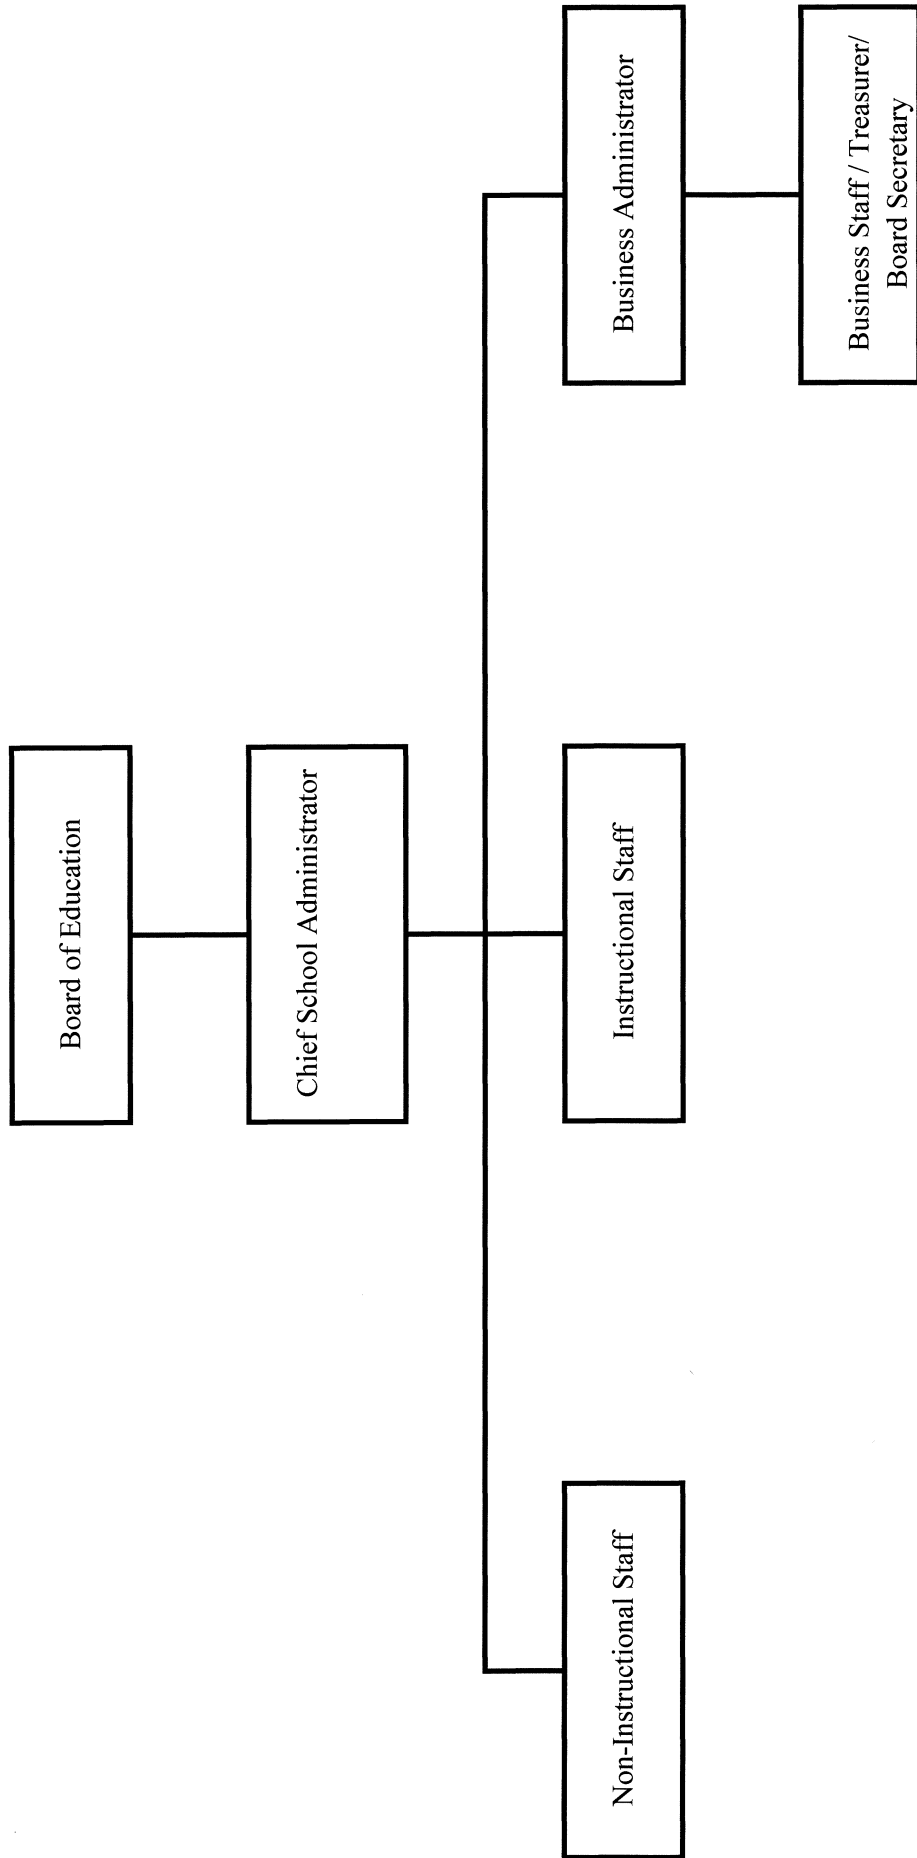 Board of Education
Chief School Administrator
Non-Instructional Staff
Instructional Staff
Business Administrator
Business Staff / Treasurer/
Board Secretary